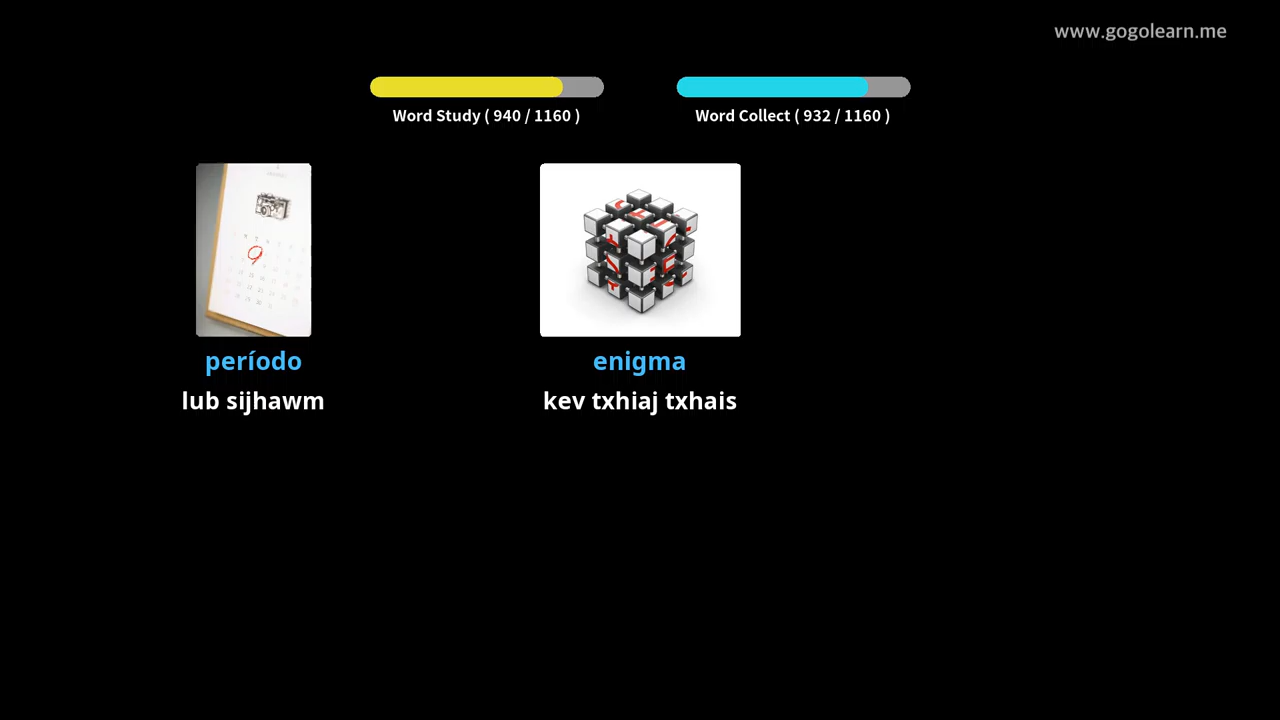 www.gogolearn.me
Word Study ( 940 / 1160 )
Word Collect ( 932 / 1160 )
período
enigma
lub sijhawm
kev txhiaj txhais